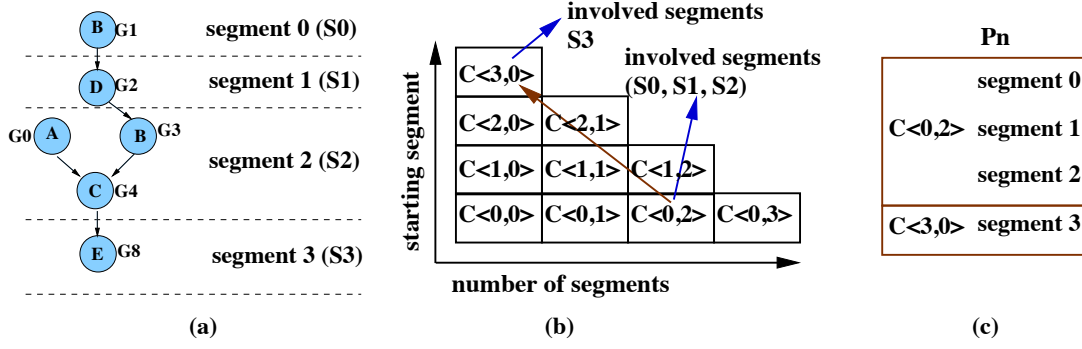 B G1 segment 0 (S0)
D G2 segment 1 (S1)
G0 A B G3
segment 2 (S2)
C G4
E G8 segment 3 (S3)
(a)
involved segments
S3
involved segments
(S0, S1, S2)
C<3,0>
C<2,0> C<2,1>
C<1,0> C<1,1> C<1,2>
C<0,0> C<0,1> C<0,2> C<0,3>
starting segment
number of segments
(b)
Pn
segment 0
C<0,2> segment 1
segment 2
C<3,0> segment 3
(c)